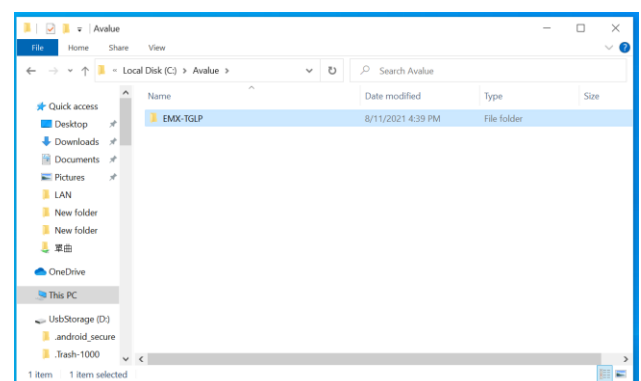 Avalue
File Home Share View
« Local Disk (C:) > Avalue >
Search Avalue
Name Date modified Type Size
EMX-TGLP 8/11/2021 4:39 PM File folder
Quick access
Desktop
Downloads
Documents
Pictures
LAN
New folder
New folder
單曲
OneDrive
This PC
UsbStorage (D:)
.android_secure
.Trash-1000
1 item 1 item selected